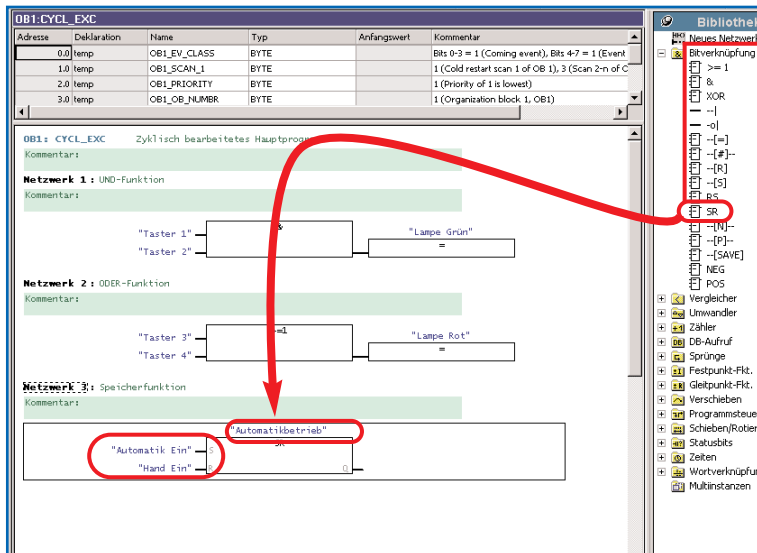 OB1:CYCL_EXC
Adresse Deklaration Name Typ Anfangswert Kommentar
0.0 temp OB1_EV_CLASS BYTE Bits 0-3 = 1 (Coming event), Bits 4-7 = 1 (Event
1.0 temp OB1_SCAN_1 BYTE 1 (Cold restart scan 1 of OB 1), 3 (Scan 2-n of O
2.0 temp OB1_PRIORITY BYTE 1 (Priority of 1 is lowest)
3.0 temp OB1_OB_NUMBR BYTE 1 (Organization block 1, OB1)
OB1: CYCL_EXC Zyklisch bearbeitetes Hauptprog
Kommentar:
Netzwerk 1 : UND-Funktion
Kommentar:
&
"Taster 1"
"Taster 2"
"Lampe Grün"
=
Netzwerk 2 : ODER-Funktion
Kommentar:
>=1
"Taster 3"
"Taster 4"
"Lampe Rot"
=
Netzwerk 3 : Speicherfunktion
Kommentar:
"Automatikbetrieb"
SR
"Automatik Ein" S
"Hand Ein" R Q
Bibliothek
Neues Netzwerk
Bitverknüpfung
>= 1
&
XOR
--|
-o|
--[=]
--[#]--
--[R]
--[S]
RS
SR
--[N]--
--[P]--
--[SAVE]
NEG
POS
Vergleicher
Umwandler
Zähler
DB-Aufruf
Sprünge
Festpunkt-Fkt.
Gleitpunkt-Fkt.
Verschieben
Programmsteue
Schieben/Rotier
Statusbits
Zeiten
Wortverknüpfu
Multiinstanzen